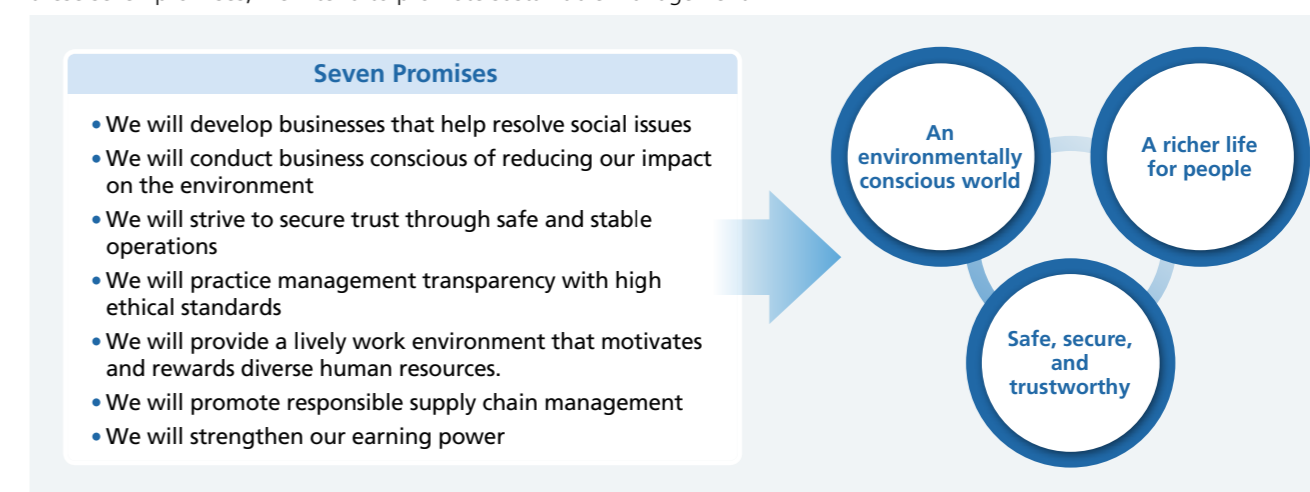 Seven Promises
• We will develop businesses that help resolve social issues
• We will conduct business conscious of reducing our impact
on the environment
• We will strive to secure trust through safe and stable
operations
• We will practice management transparency with high
ethical standards
• We will provide a lively work environment that motivates
and rewards diverse human resources.
• We will promote responsible supply chain management
• We will strengthen our earning power
An
environmentally
conscious world
A richer life
for people
Safe, secure,
and
trustworthy